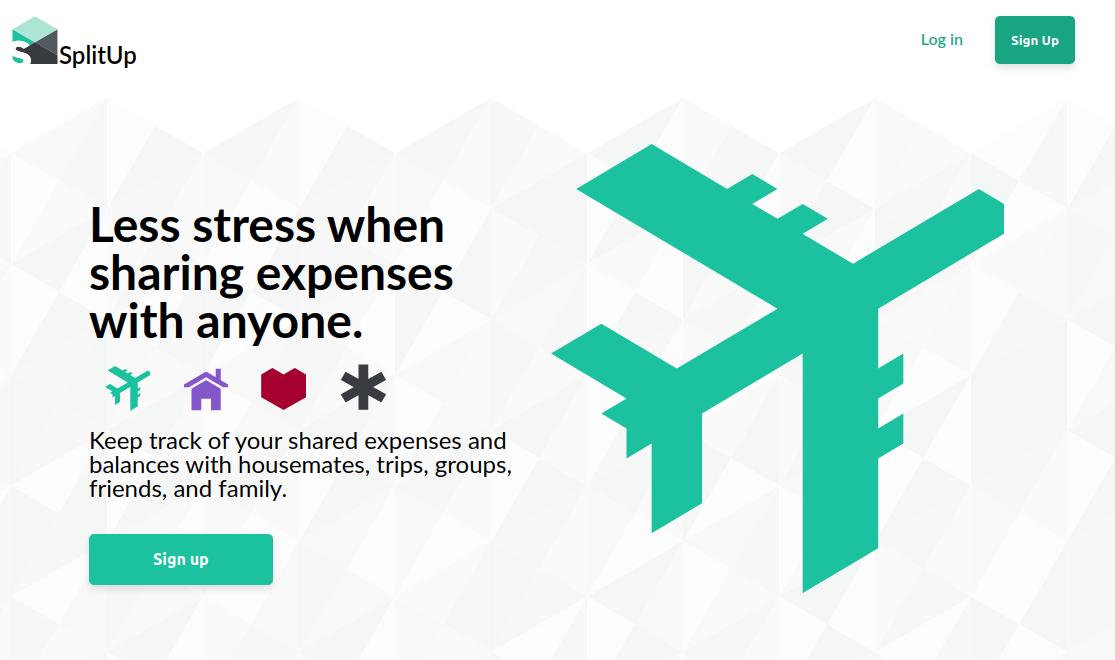 SplitUp
Log in
Sign Up
Less stress when
sharing expenses
with anyone.
Keep track of your shared expenses and
balances with housemates, trips, groups,
friends, and family.
Sign up